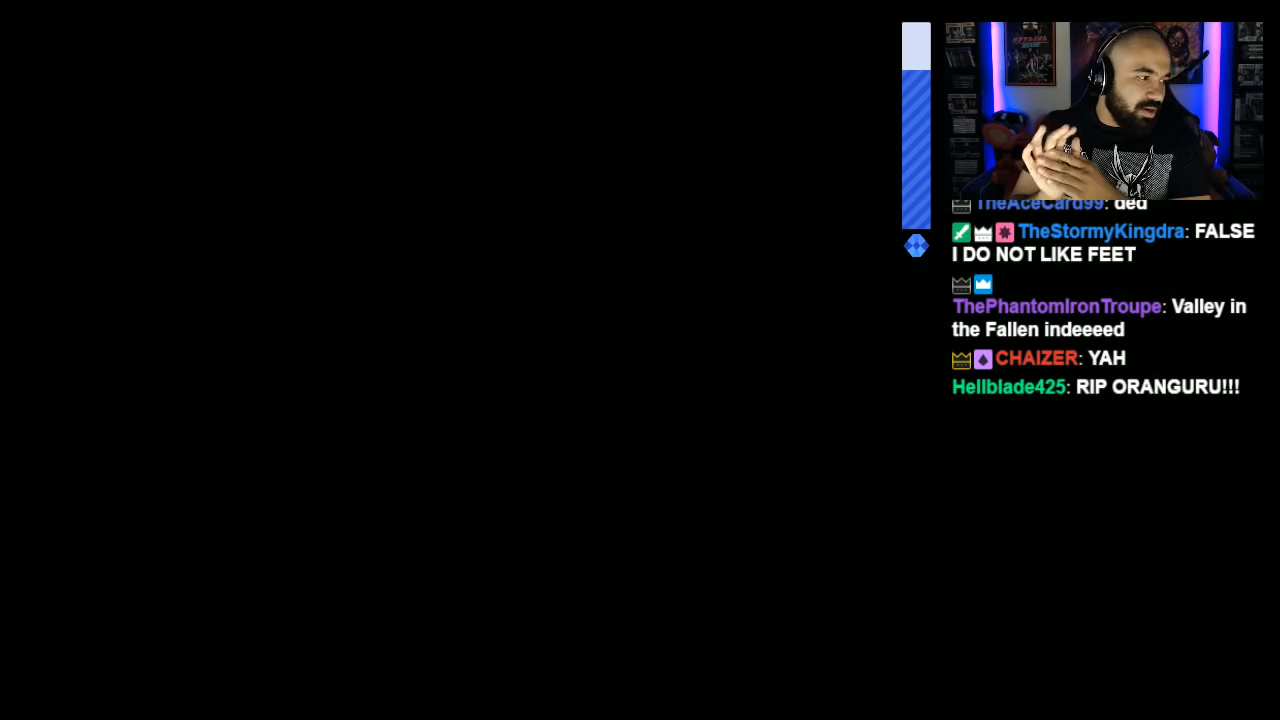 TheAceCard99: ded
TheStormyKingdra: FALSE
I DO NOT LIKE FEET
ThePhantomIronTroupe: Valley in
the Fallen indeeeed
CHAIZER: YAH
Hellblade425: RIP ORANGURU!!!